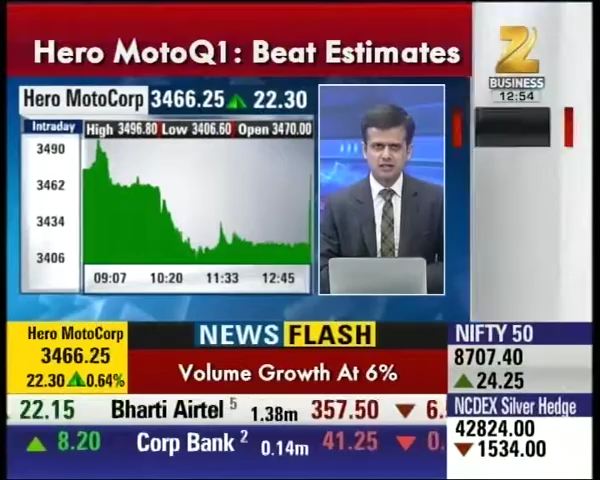 Hero MotoQ1: Beat Estimates
Z
BUSINESS
12:54
Hero MotoCorp 3466.25 22.30
Intraday High 3496.80 Low 3406.60 Open 3470.00
3490
3462
3434
3406
09:07 10:20 11:33 12:45
Hero MotoCorp
3466.25
22.30 0.64%
NEWS FLASH
Volume Growth At 6%
NIFTY 50
8707.40
24.25
NCDEX Silver Hedge
42824.00
1534.00
22.15 Bharti Airtel 5 1.38m 357.50 6.
8.20 Corp Bank 2 0.14m 41.25 0.